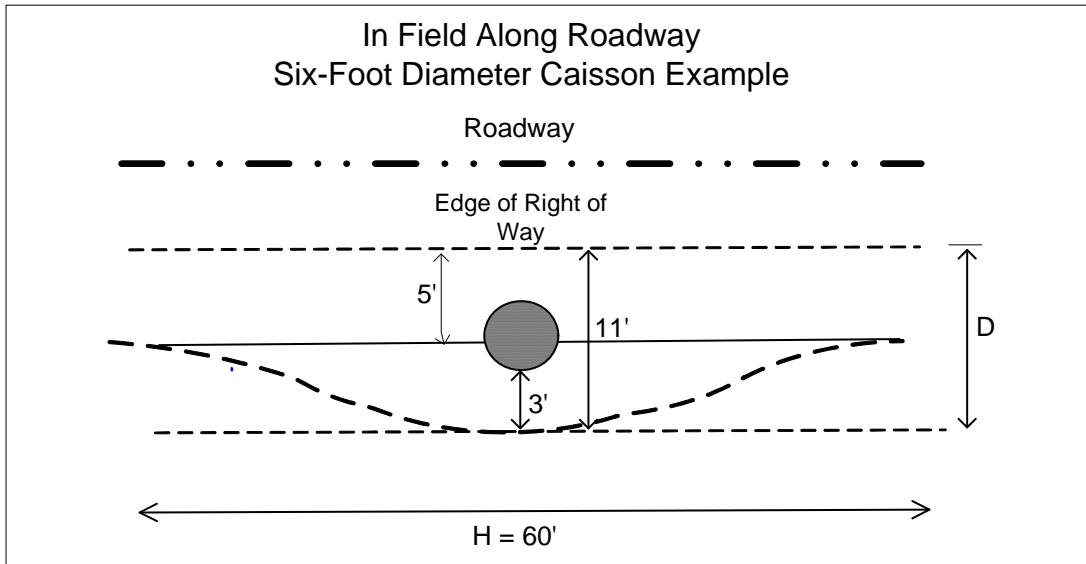 In Field Along Roadway
Six-Foot Diameter Caisson Example
Roadway
Edge of Right of
Way
5'
11'
D
3'
H = 60'